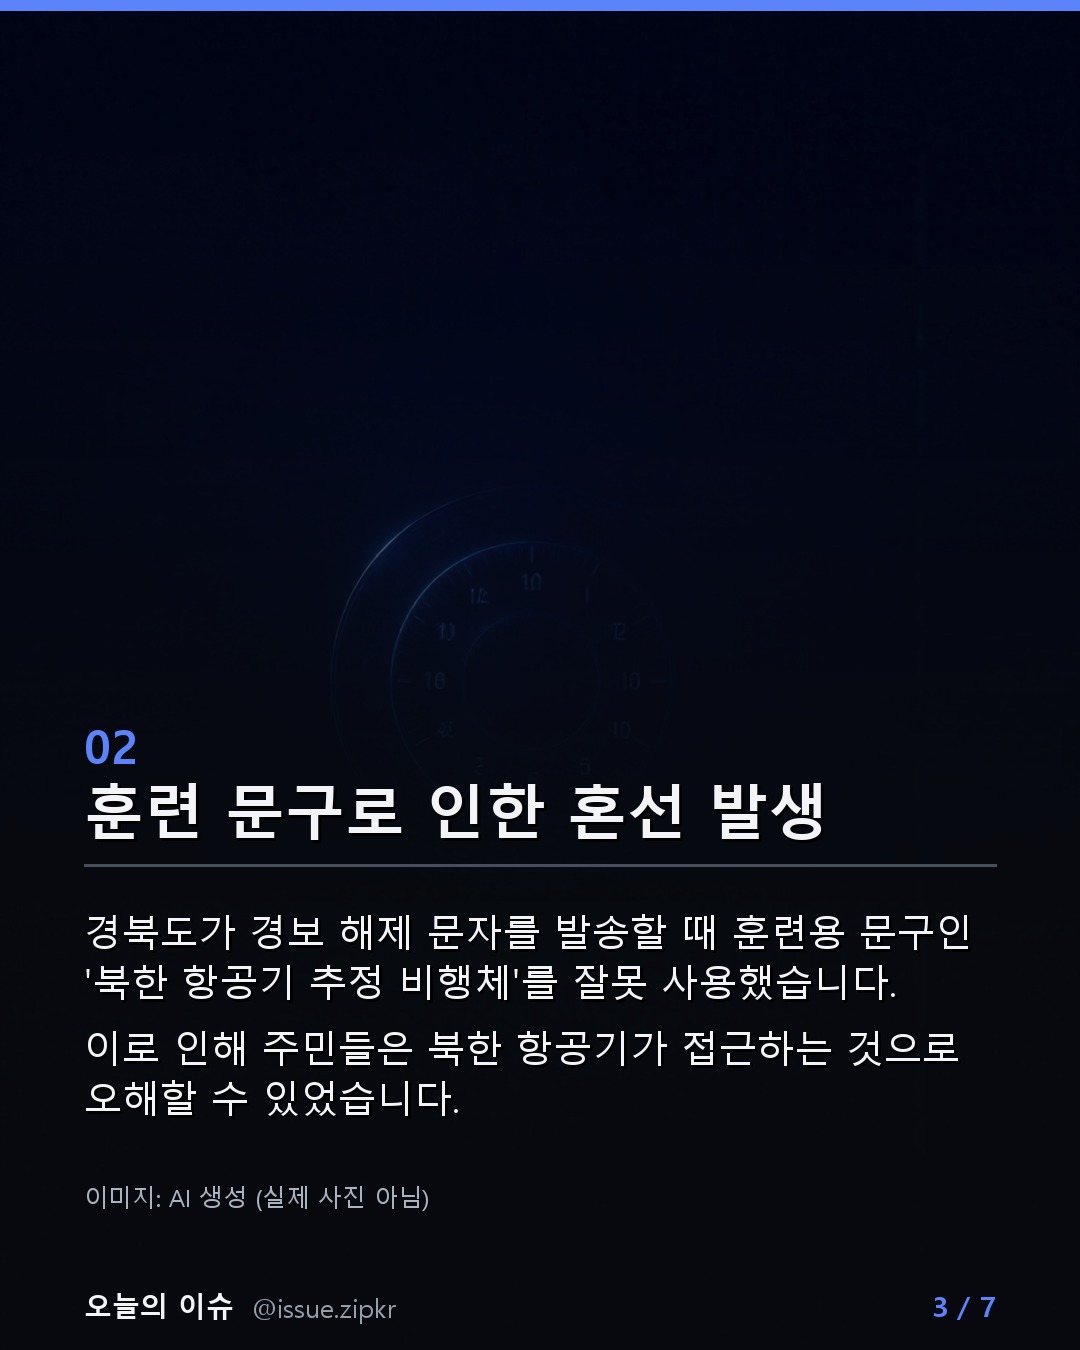 02
훈련 문구로 인한 혼선 발생
경북도가 경보 해제 문자를 발송할 때 훈련용 문구인
'북한 항공기 추정 비행체'를 잘못 사용했습니다.
이로 인해 주민들은 북한 항공기가 접근하는 것으로
오해할 수 있었습니다.
이미지: AI 생성 (실제 사진 아님)
오늘의 이슈 @issue.zipkr
3 / 7